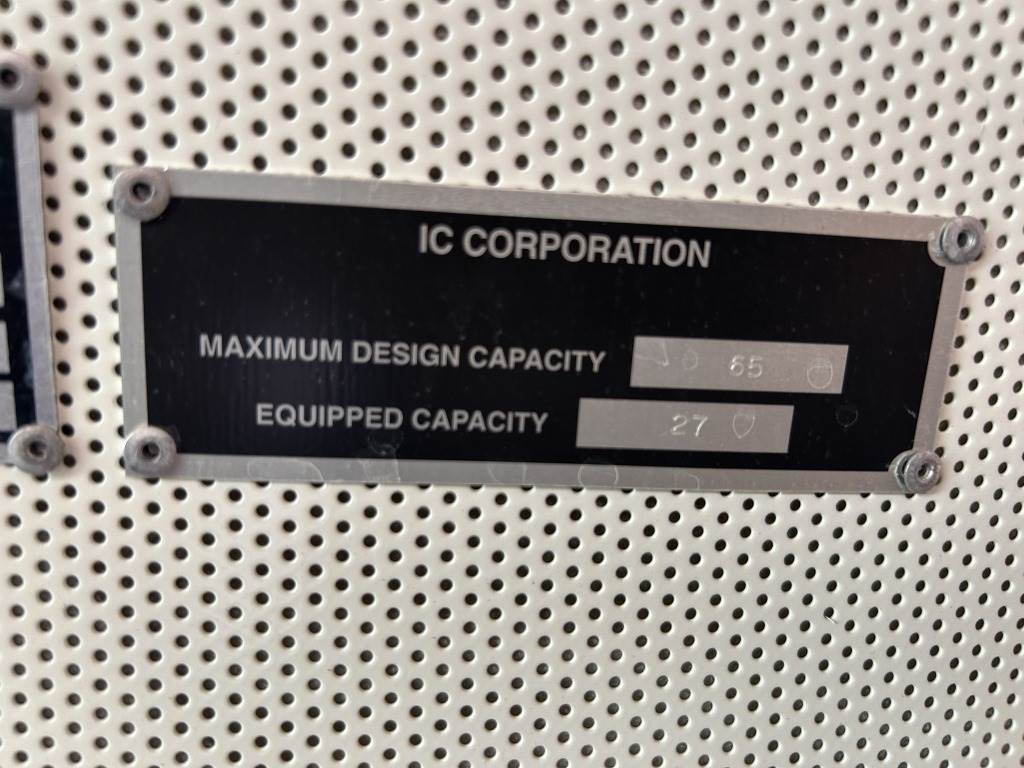 IC CORPORATION
MAXIMUM DESIGN CAPACITY 65
EQUIPPED CAPACITY 27